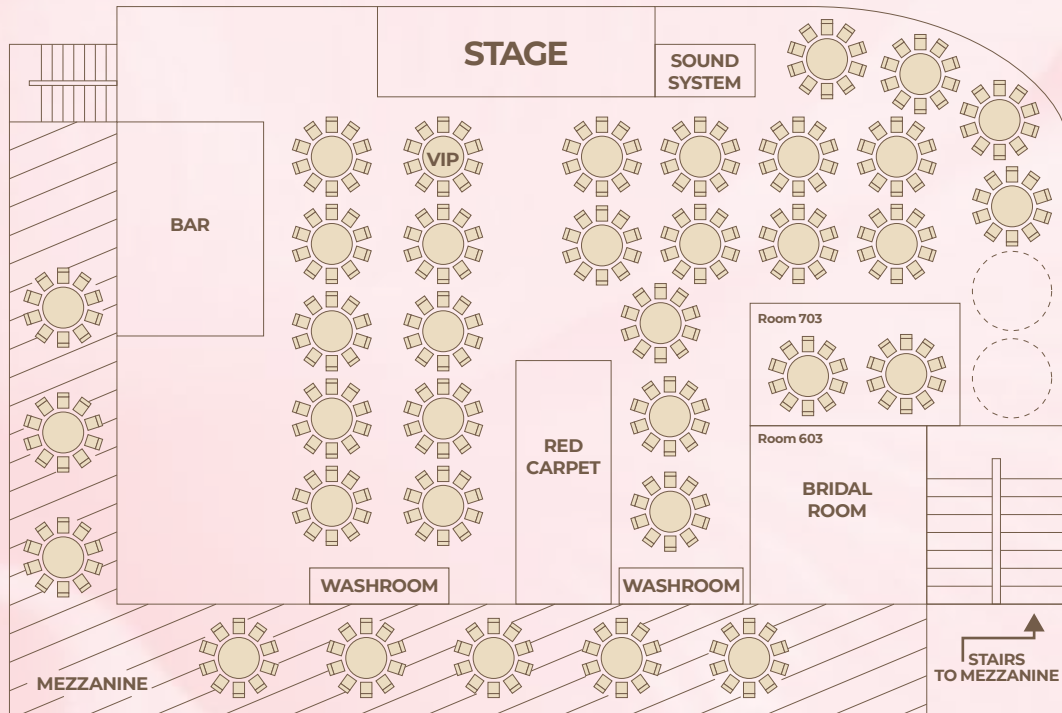 STAGE
SOUND
SYSTEM
VIP
BAR
Room 703
Room 603
RED
CARPET
BRIDAL
ROOM
WASHROOM
WASHROOM
MEZZANINE
STAIRS
TO MEZZANINE